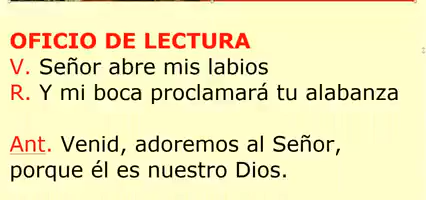 OFICIO DE LECTURA
V. Señor abre mis labios
R. Y mi boca proclamará tu alabanza
Ant. Venid, adoremos al Señor,
porque él es nuestro Dios.